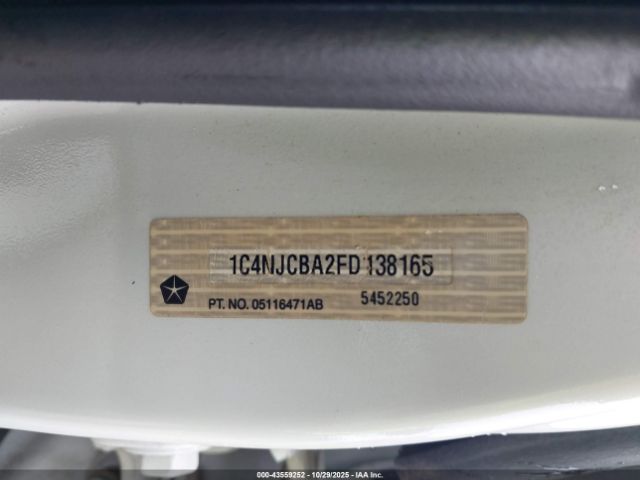 1C4NJCBA2FD138165
PT. NO. 05116471AB 5452250
000-43559252 - 10/29/2025 - IAA, Inc.